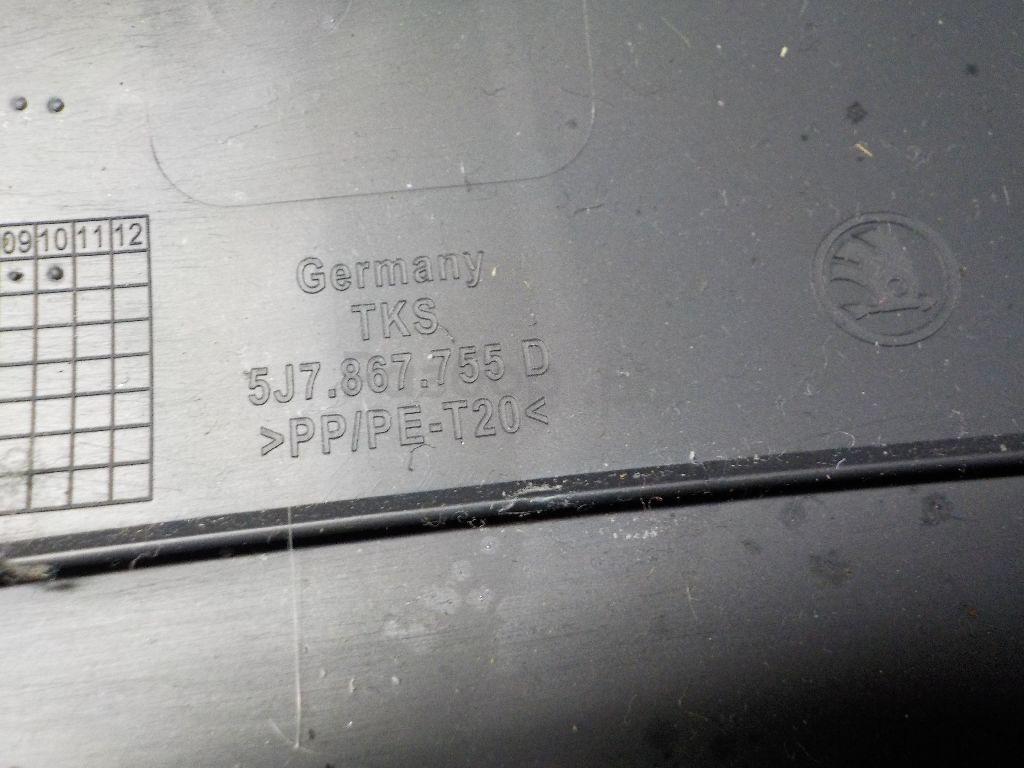 09 10 11 12
Germany
TKS
5J7.867.755 D
>PP/PE-T20<